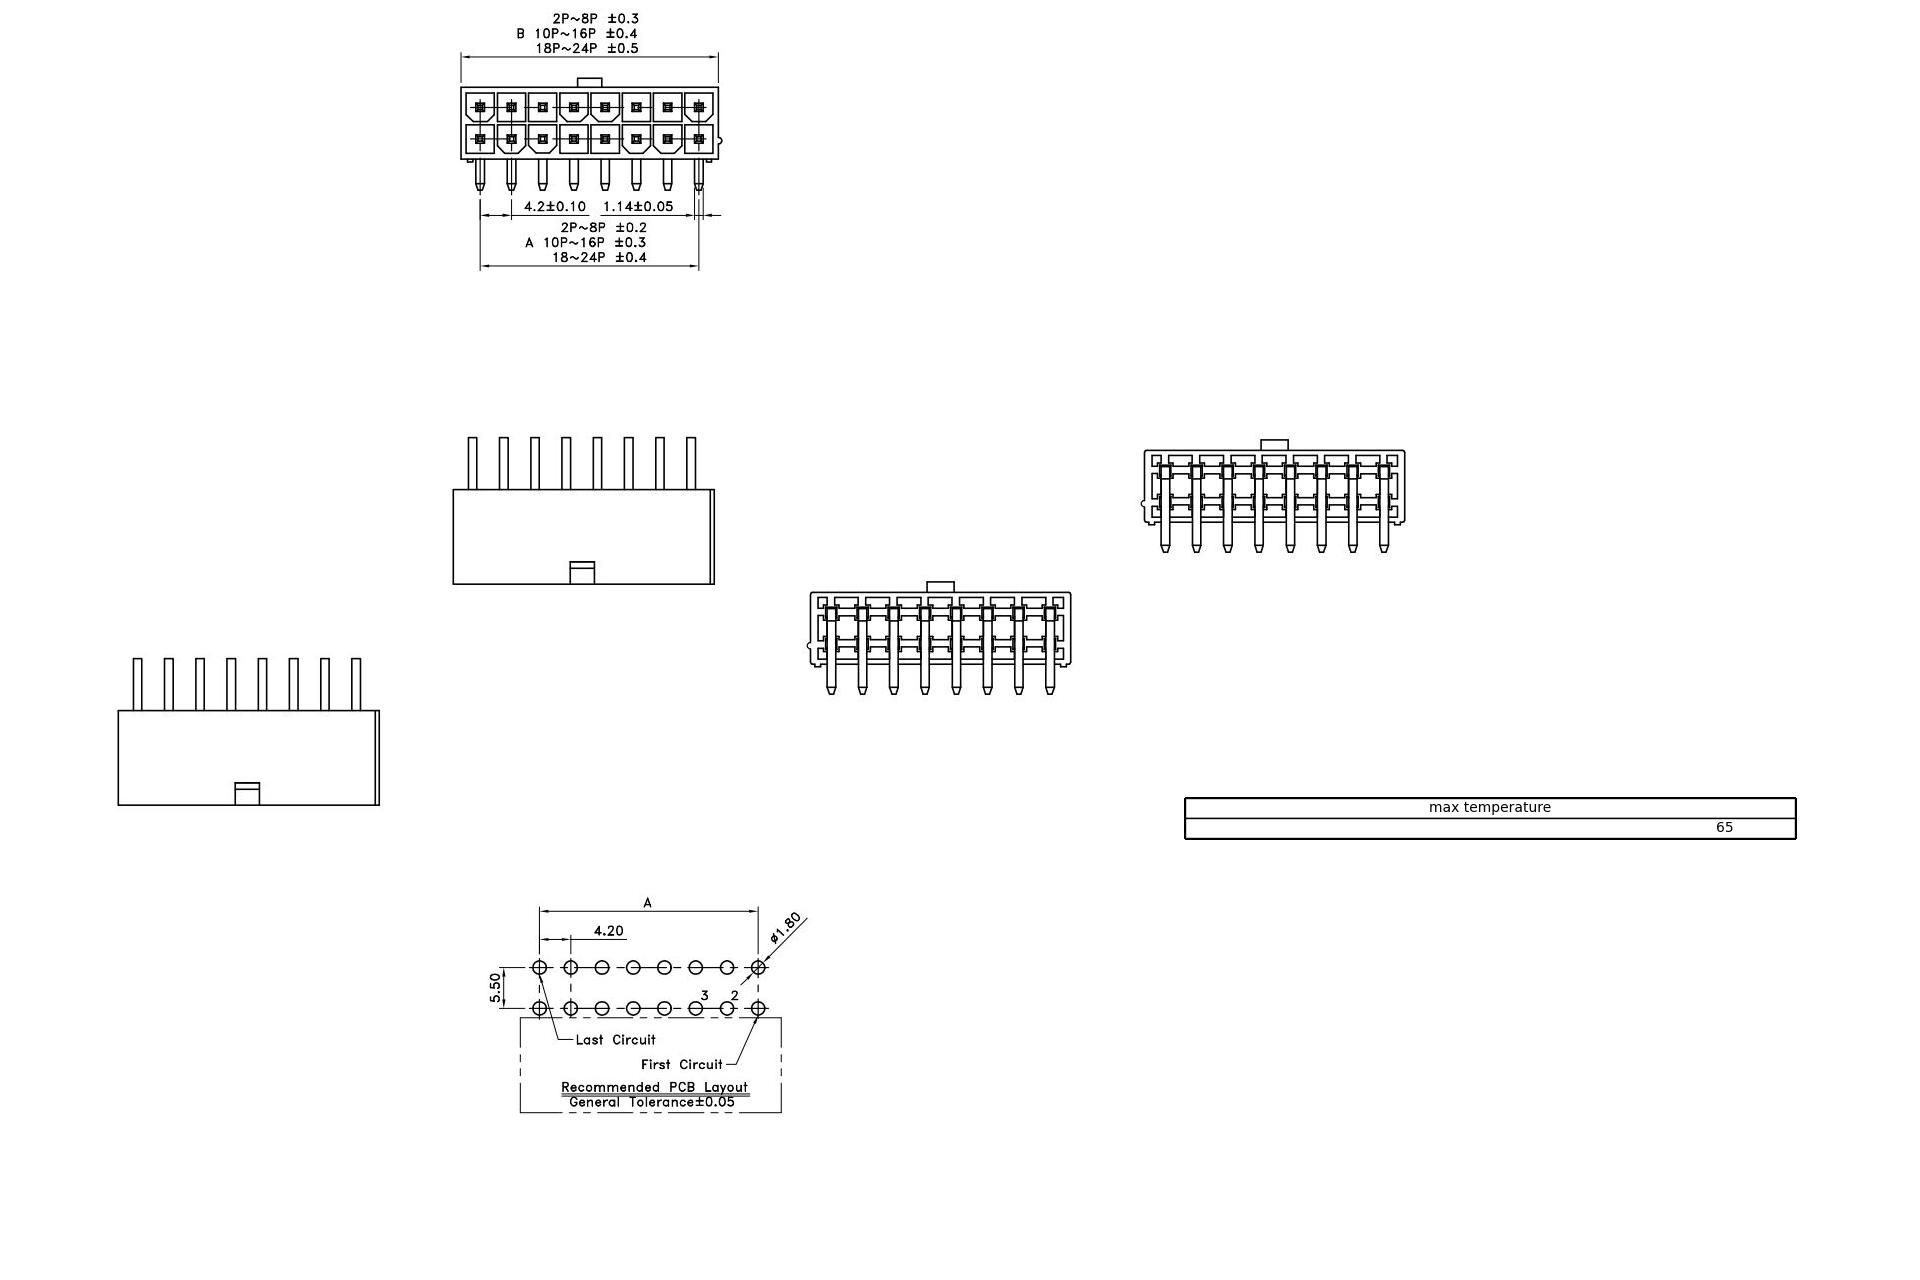 2P~8P ±0.3
B 10P~16P ±0.4
18P~24P ±0.5
4.2±0.10 1.14±0.05
2P~8P ±0.2
A 10P~16P ±0.3
18~24P ±0.4
max temperature
65
A
ø1.80
4.20
5.50
3 2
Last Circuit
First Circuit
Recommended PCB Layout
General Tolerance±0.05